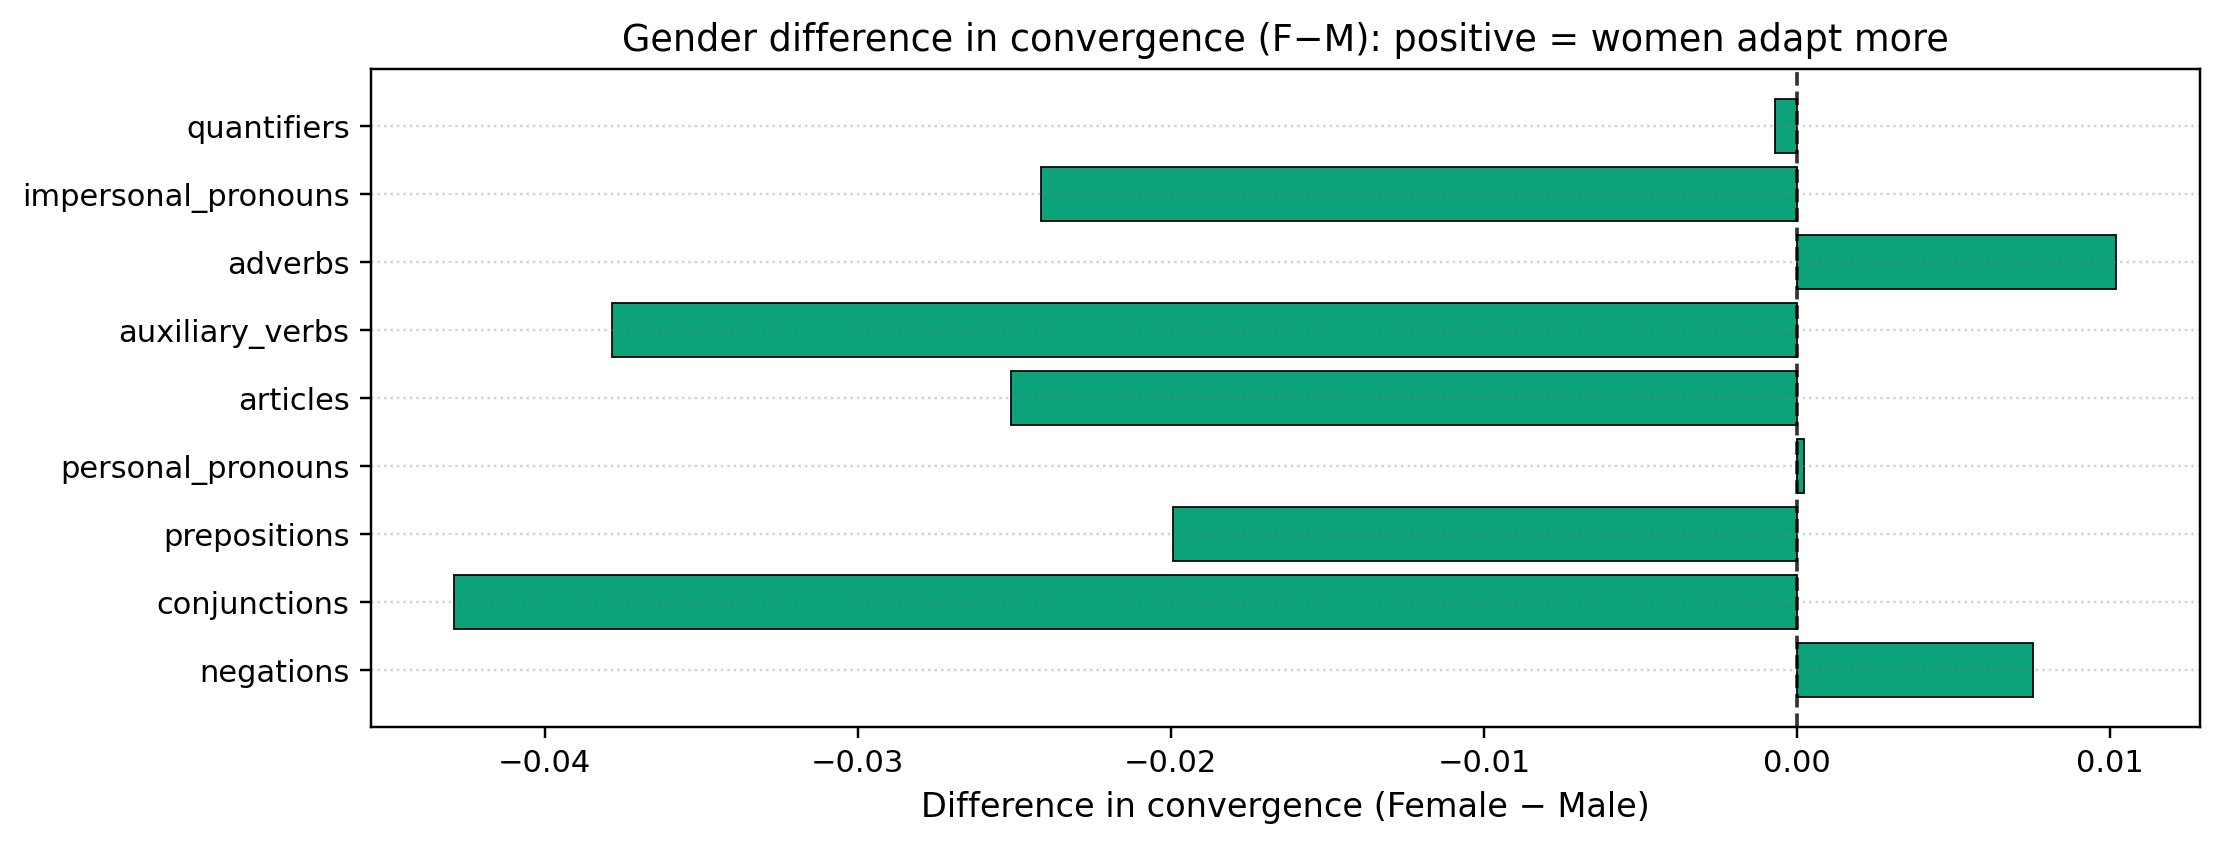 Gender difference in convergence (F−M): positive = women adapt more
quantifiers
impersonal_pronouns
adverbs
auxiliary_verbs
articles
personal_pronouns
prepositions
conjunctions
negations
−0.04 −0.03 −0.02 −0.01 0.00 0.01
Difference in convergence (Female − Male)